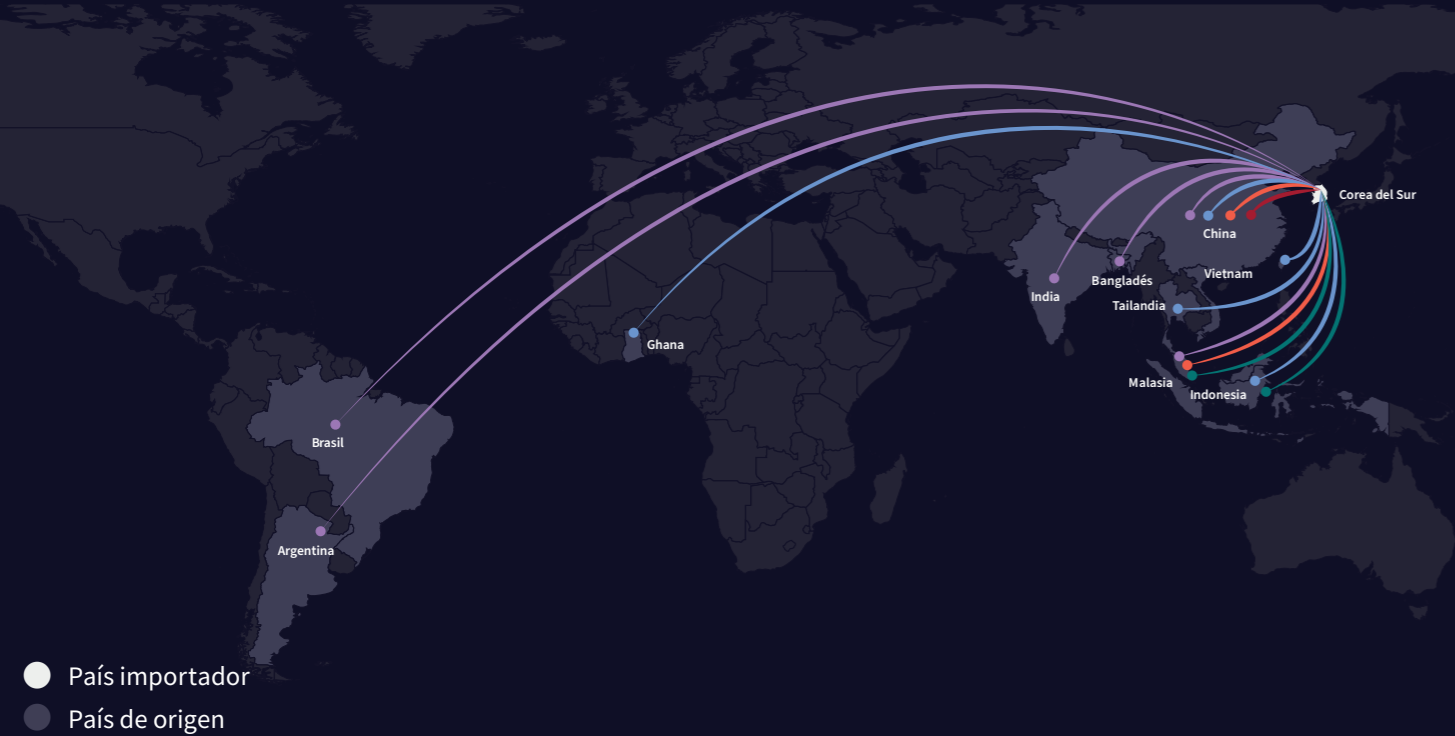 Corea del Sur
China
Vietnam
Bangladés
India
Tailandia
Ghana
Malasia
Indonesia
Brasil
Argentina
País importador
País de origen